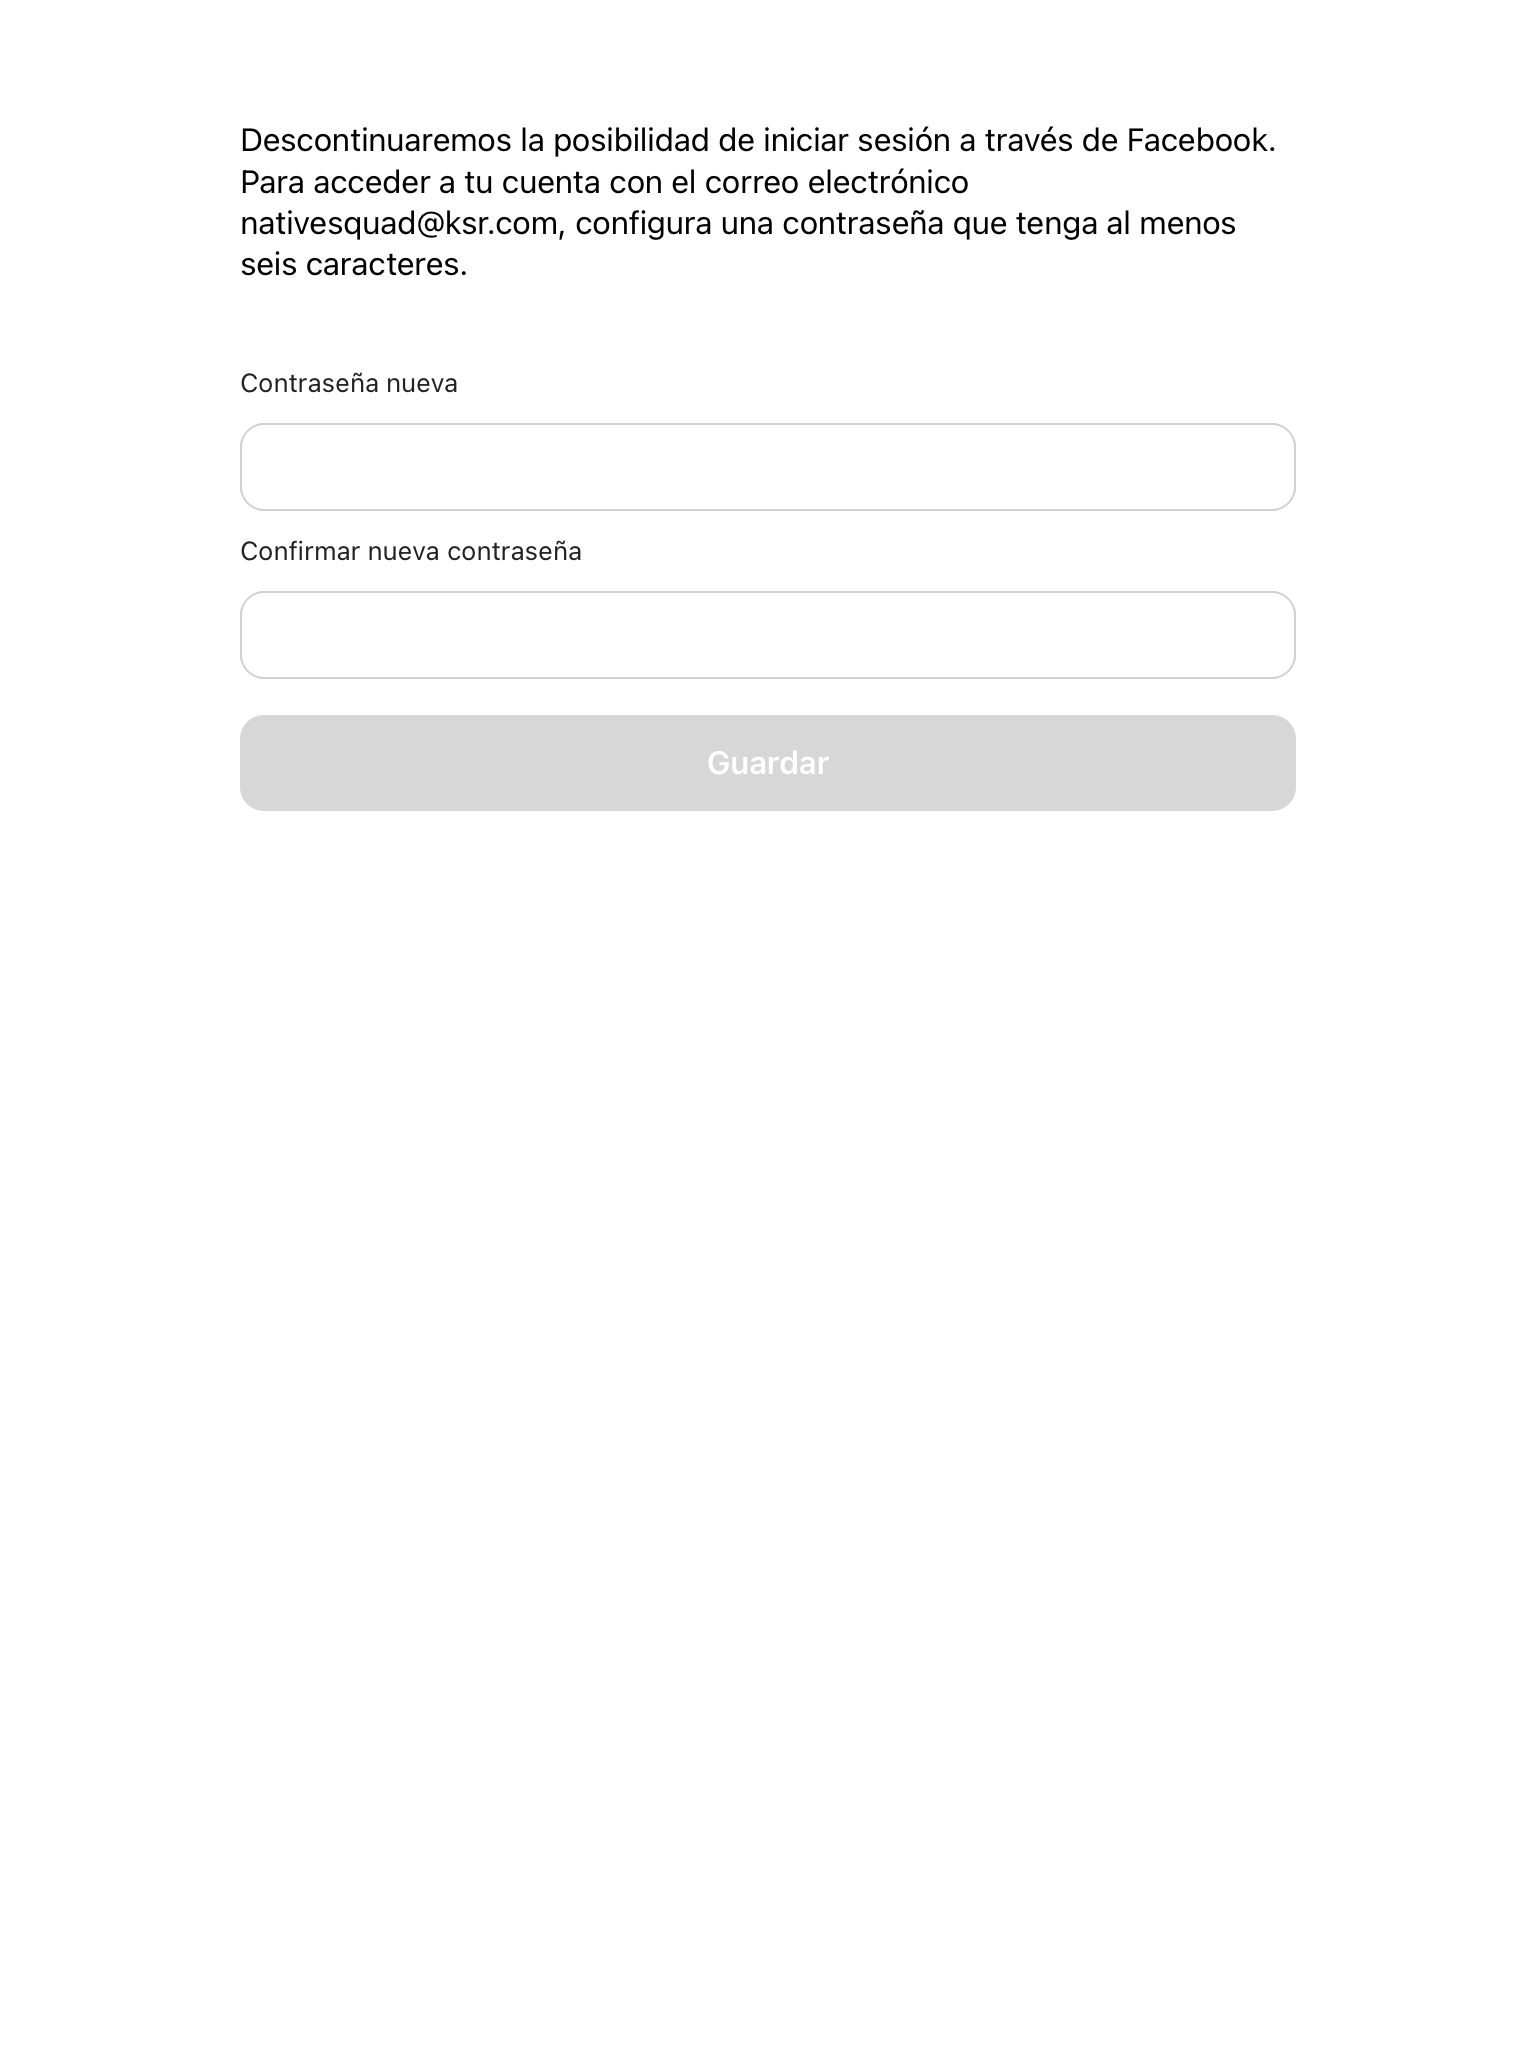 Descontinuaremos la posibilidad de iniciar sesión a través de Facebook.
Para acceder a tu cuenta con el correo electrónico
nativesquad@ksr.com, configura una contraseña que tenga al menos
seis caracteres.
Contraseña nueva
Confirmar nueva contraseña
Guardar